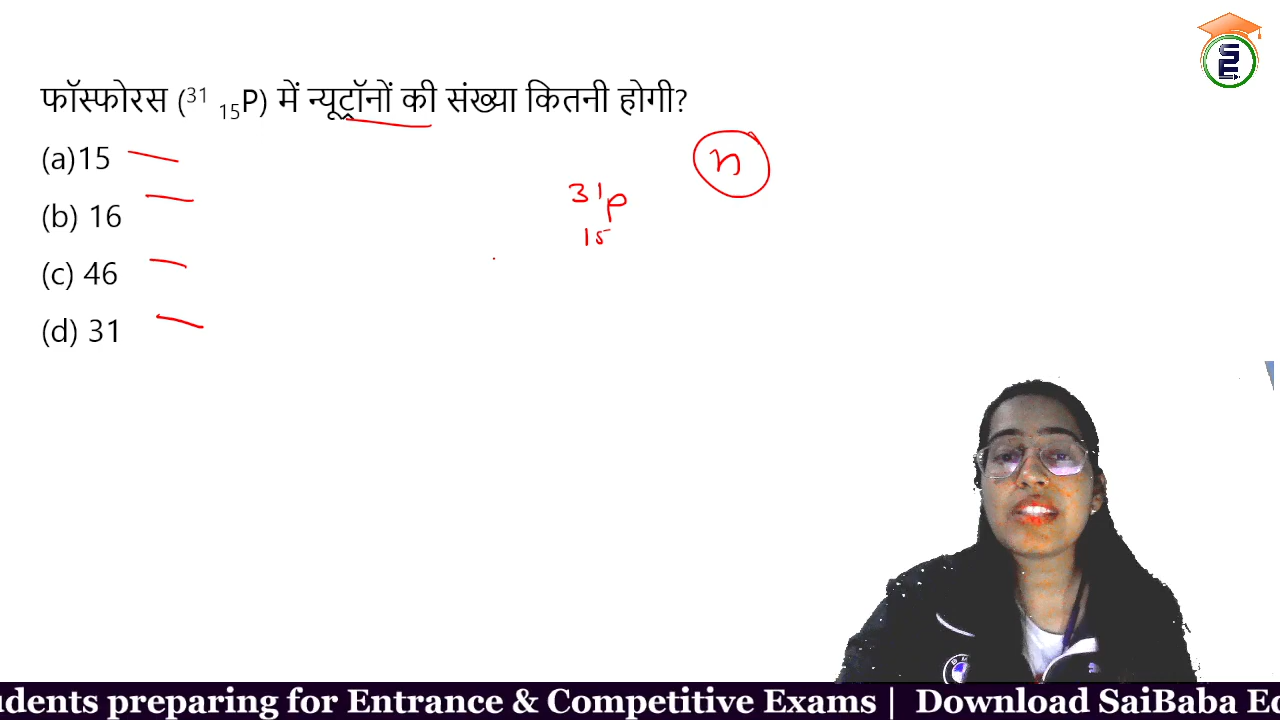 फॉस्फोरस (³¹ ₁₅P) में न्यूट्रॉनों की संख्या कितनी होगी?
(a)15
(b) 16
(c) 46
(d) 31
n
31p
15
SE
udents preparing for Entrance & Competitive Exams | Download SaiBaba Ed